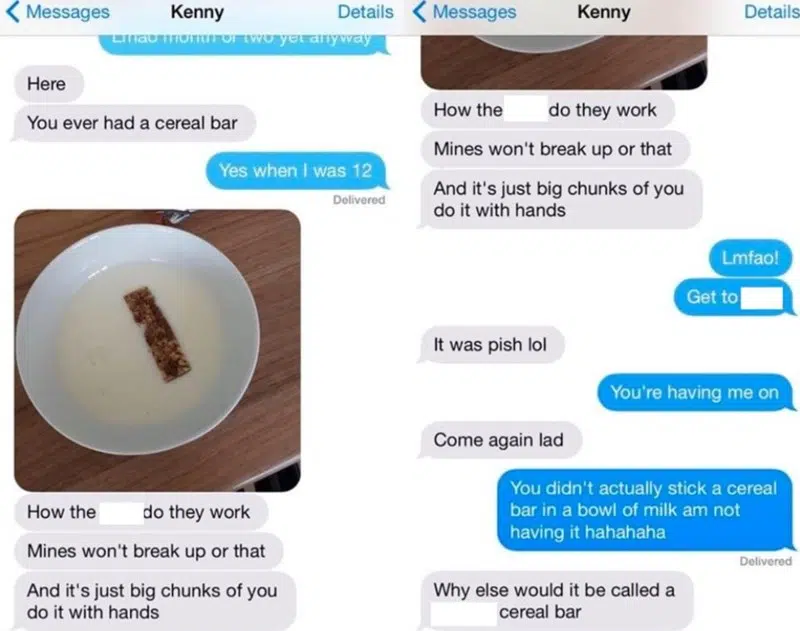 Messages
Kenny
Details
Lmao month or two yet anyway
Here
You ever had a cereal bar
Yes when I was 12
Delivered
How the do they work
Mines won't break up or that
And it's just big chunks of you
do it with hands
Messages
Kenny
Details
How the do they work
Mines won't break up or that
And it's just big chunks of you
do it with hands
Lmfao!
Get to
It was pish lol
You're having me on
Come again lad
You didn't actually stick a cereal
bar in a bowl of milk am not
having it hahahaha
Delivered
Why else would it be called a
cereal bar